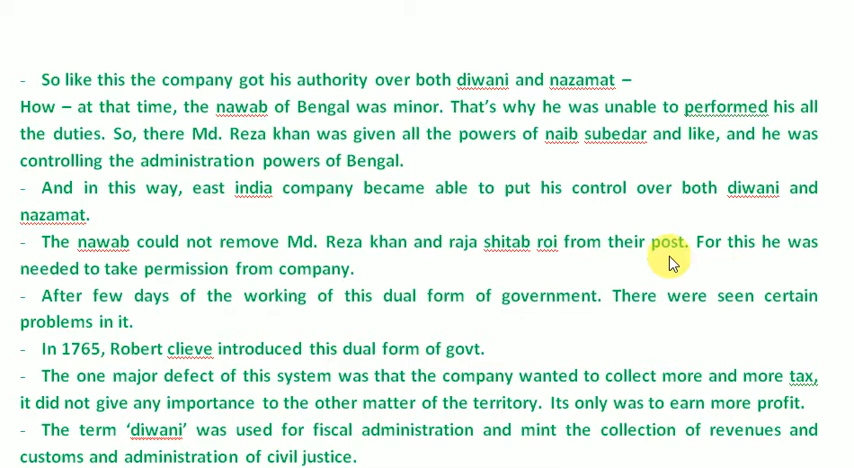 - So like this the company got his authority over both diwani and nazamat –
How – at that time, the nawab of Bengal was minor. That's why he was unable to performed his all
the duties. So, there Md. Reza khan was given all the powers of naib subedar and like, and he was
controlling the administration powers of Bengal.
- And in this way, east india company became able to put his control over both diwani and
nazamat.
- The nawab could not remove Md. Reza khan and raja shitab roi from their post. For this he was
needed to take permission from company.
- After few days of the working of this dual form of government. There were seen certain
problems in it.
- In 1765, Robert clieve introduced this dual form of govt.
- The one major defect of this system was that the company wanted to collect more and more tax,
it did not give any importance to the other matter of the territory. Its only was to earn more profit.
- The term ‘diwani’ was used for fiscal administration and mint the collection of revenues and
customs and administration of civil justice.